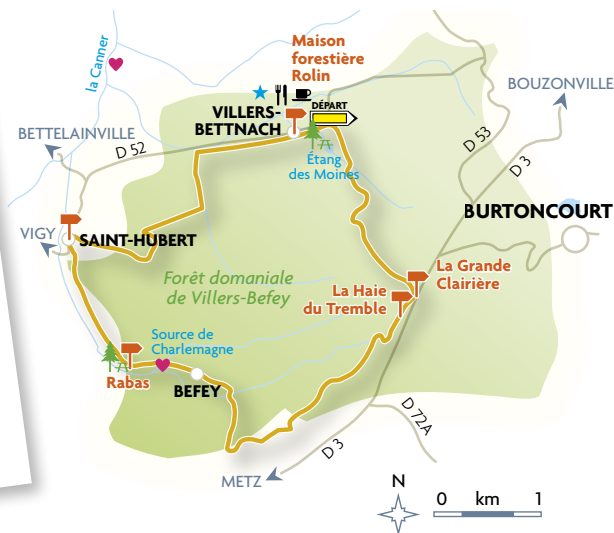 Maison
forestière
Rolin
la Canner
BOUZONVILLE
VILLERS-
BETTNACH
DÉPART
BETTELAINVILLE
D 52
Étang
des Moines
D 53
D 3
BURTONCOURT
VIGY
SAINT-HUBERT
La Grande
Clairière
Forêt domaniale
de Villers-Befey
La Haie
du Tremble
Source de
Charlemagne
Rabas
BEFEY
D 72A
D 3
METZ
N
0 km 1